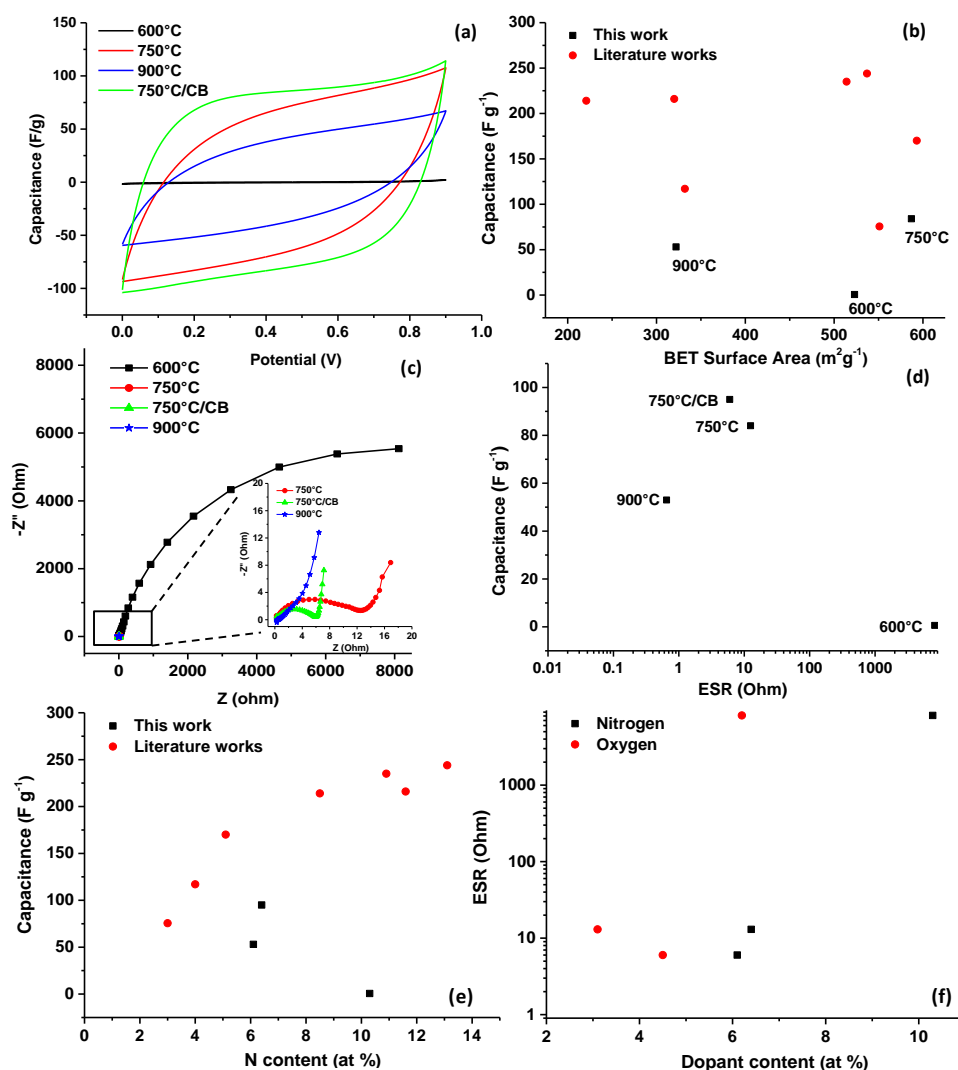 (a)
600°C
750°C
900°C
750°C/CB
150
100
50
0
-50
-100
0.0 0.2 0.4 0.6 0.8 1.0
Capacitance (F/g)
Potential (V)
(b)
This work
Literature works
300
250
200
150
100
50
0
750°C
900°C
600°C
200 300 400 500 600
Capacitance (F g-1)
BET Surface Area (m2g-1)
(c)
600°C
750°C
750°C/CB
900°C
8000
6000
4000
2000
0
0 2000 4000 6000 8000
-Z" (Ohm)
Z (ohm)
750°C
750°C/CB
900°C
20
16
12
8
4
0
0 4 8 12 16 20
-Z" (Ohm)
Z (Ohm)
(d)
100
80
60
40
20
0
750°C/CB
750°C
900°C
600°C
0.01 0.1 1 10 100 1000
Capacitance (F g-1)
ESR (Ohm)
This work
Literature works
300
250
200
150
100
50
0
(e)
0 2 4 6 8 10 12 14
Capacitance (F g-1)
N content (at %)
Nitrogen
Oxygen
1000
100
10
1
(f)
2 4 6 8 10
ESR (Ohm)
Dopant content (at %)